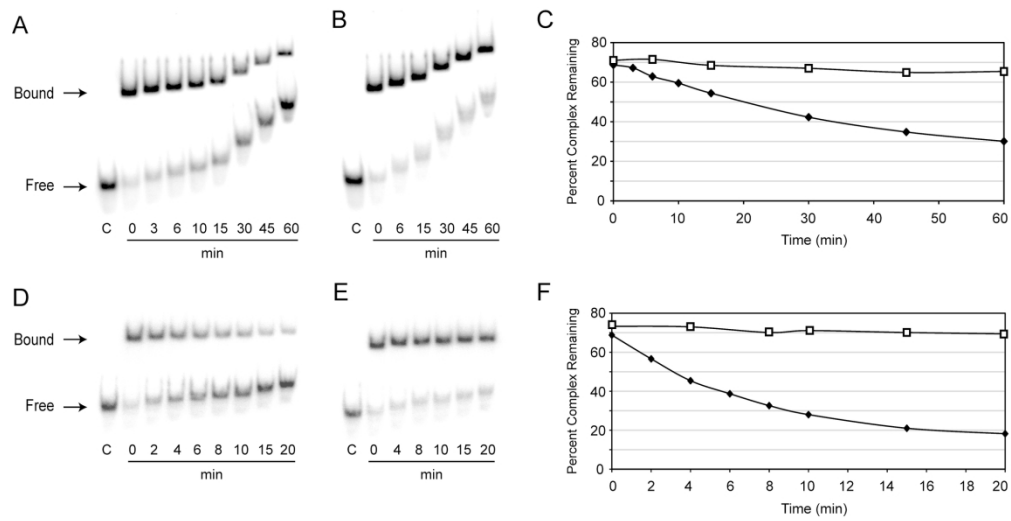 A
Bound
Free
C 0 3 6 10 15 30 45 60
min
B
C 0 6 15 30 45 60
min
C
Percent Complex Remaining
80
70
60
40
20
0
0 10 20 30 40 50 60
Time (min)
D
Bound
Free
C 0 2 4 6 8 10 15 20
min
E
C 0 4 8 10 15 20
min
F
Percent Complex Remaining
80
60
40
20
0
0 2 4 6 8 10 12 14 16 18 20
Time (min)